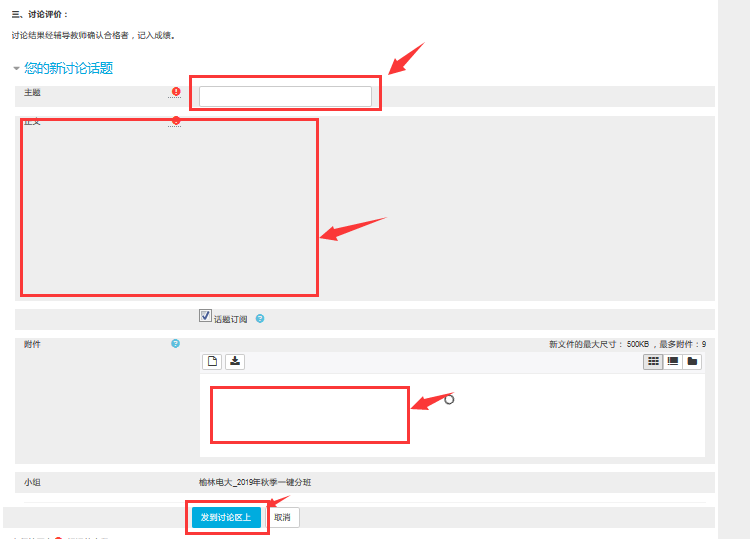 三、讨论评价：
讨论结果经辅导教师确认合格者，记入成绩。
您的新讨论话题
主题
正文
话题订阅
附件
新文件的最大尺寸： 500KB ，最多附件：9
小组
榆林电大_2019年秋季一键分班
发到讨论区上
取消